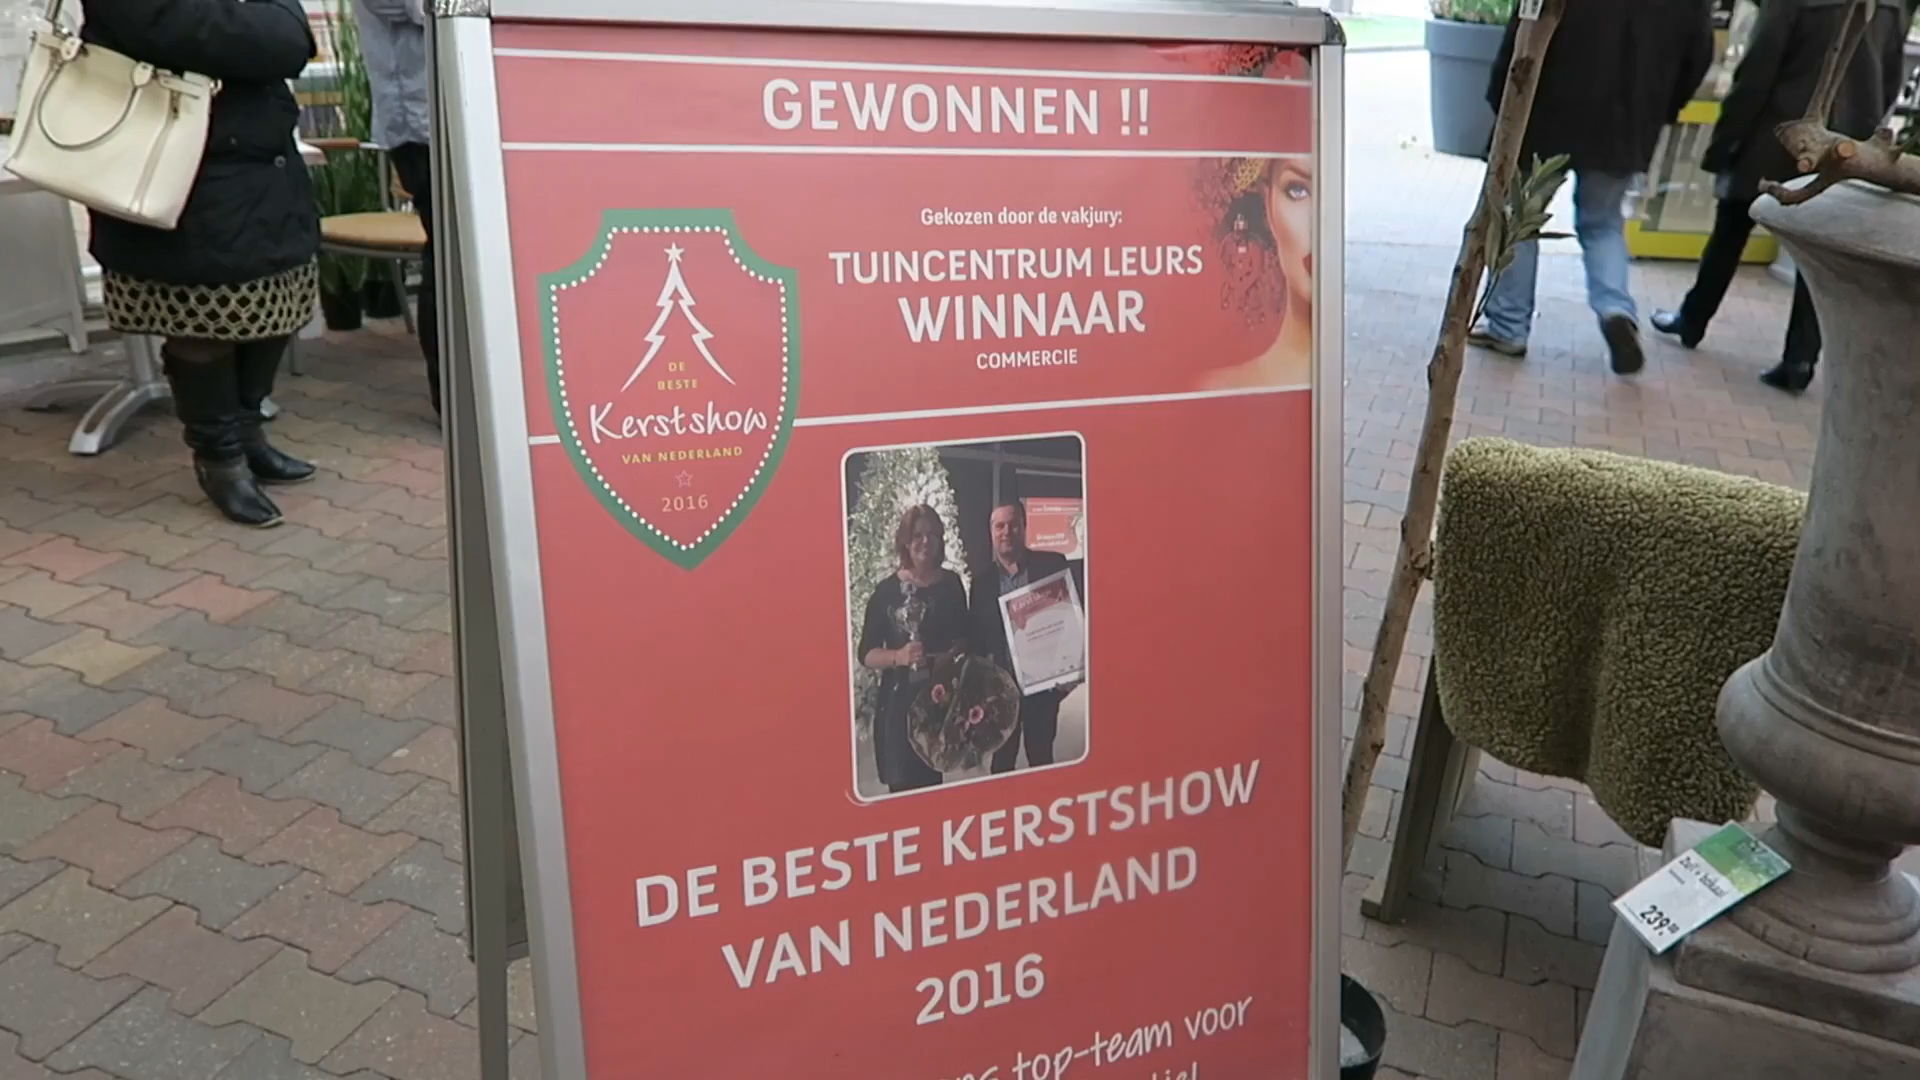 GEWONNEN !!
Gekozen door de vakjury:
TUINCENTRUM LEURS
WINNAAR
COMMERCIE
DE
BESTE
Kerstshow
VAN NEDERLAND
2016
DE BESTE KERSTSHOW
VAN NEDERLAND
2016
top-team voor
239.